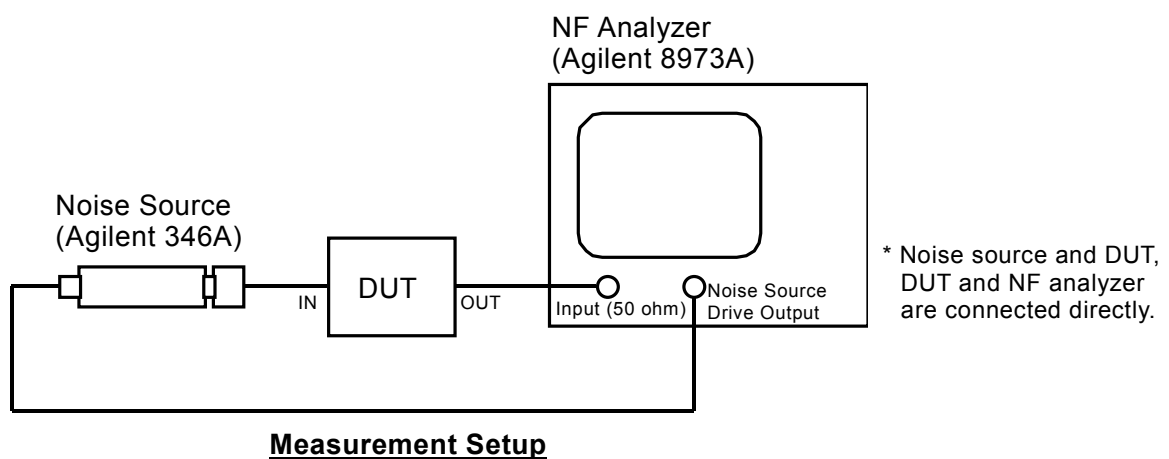 NF Analyzer
(Agilent 8973A)
Noise Source
(Agilent 346A)
IN
DUT
OUT
Input (50 ohm)
Noise Source
Drive Output
* Noise source and DUT,
DUT and NF analyzer
are connected directly.
Measurement Setup